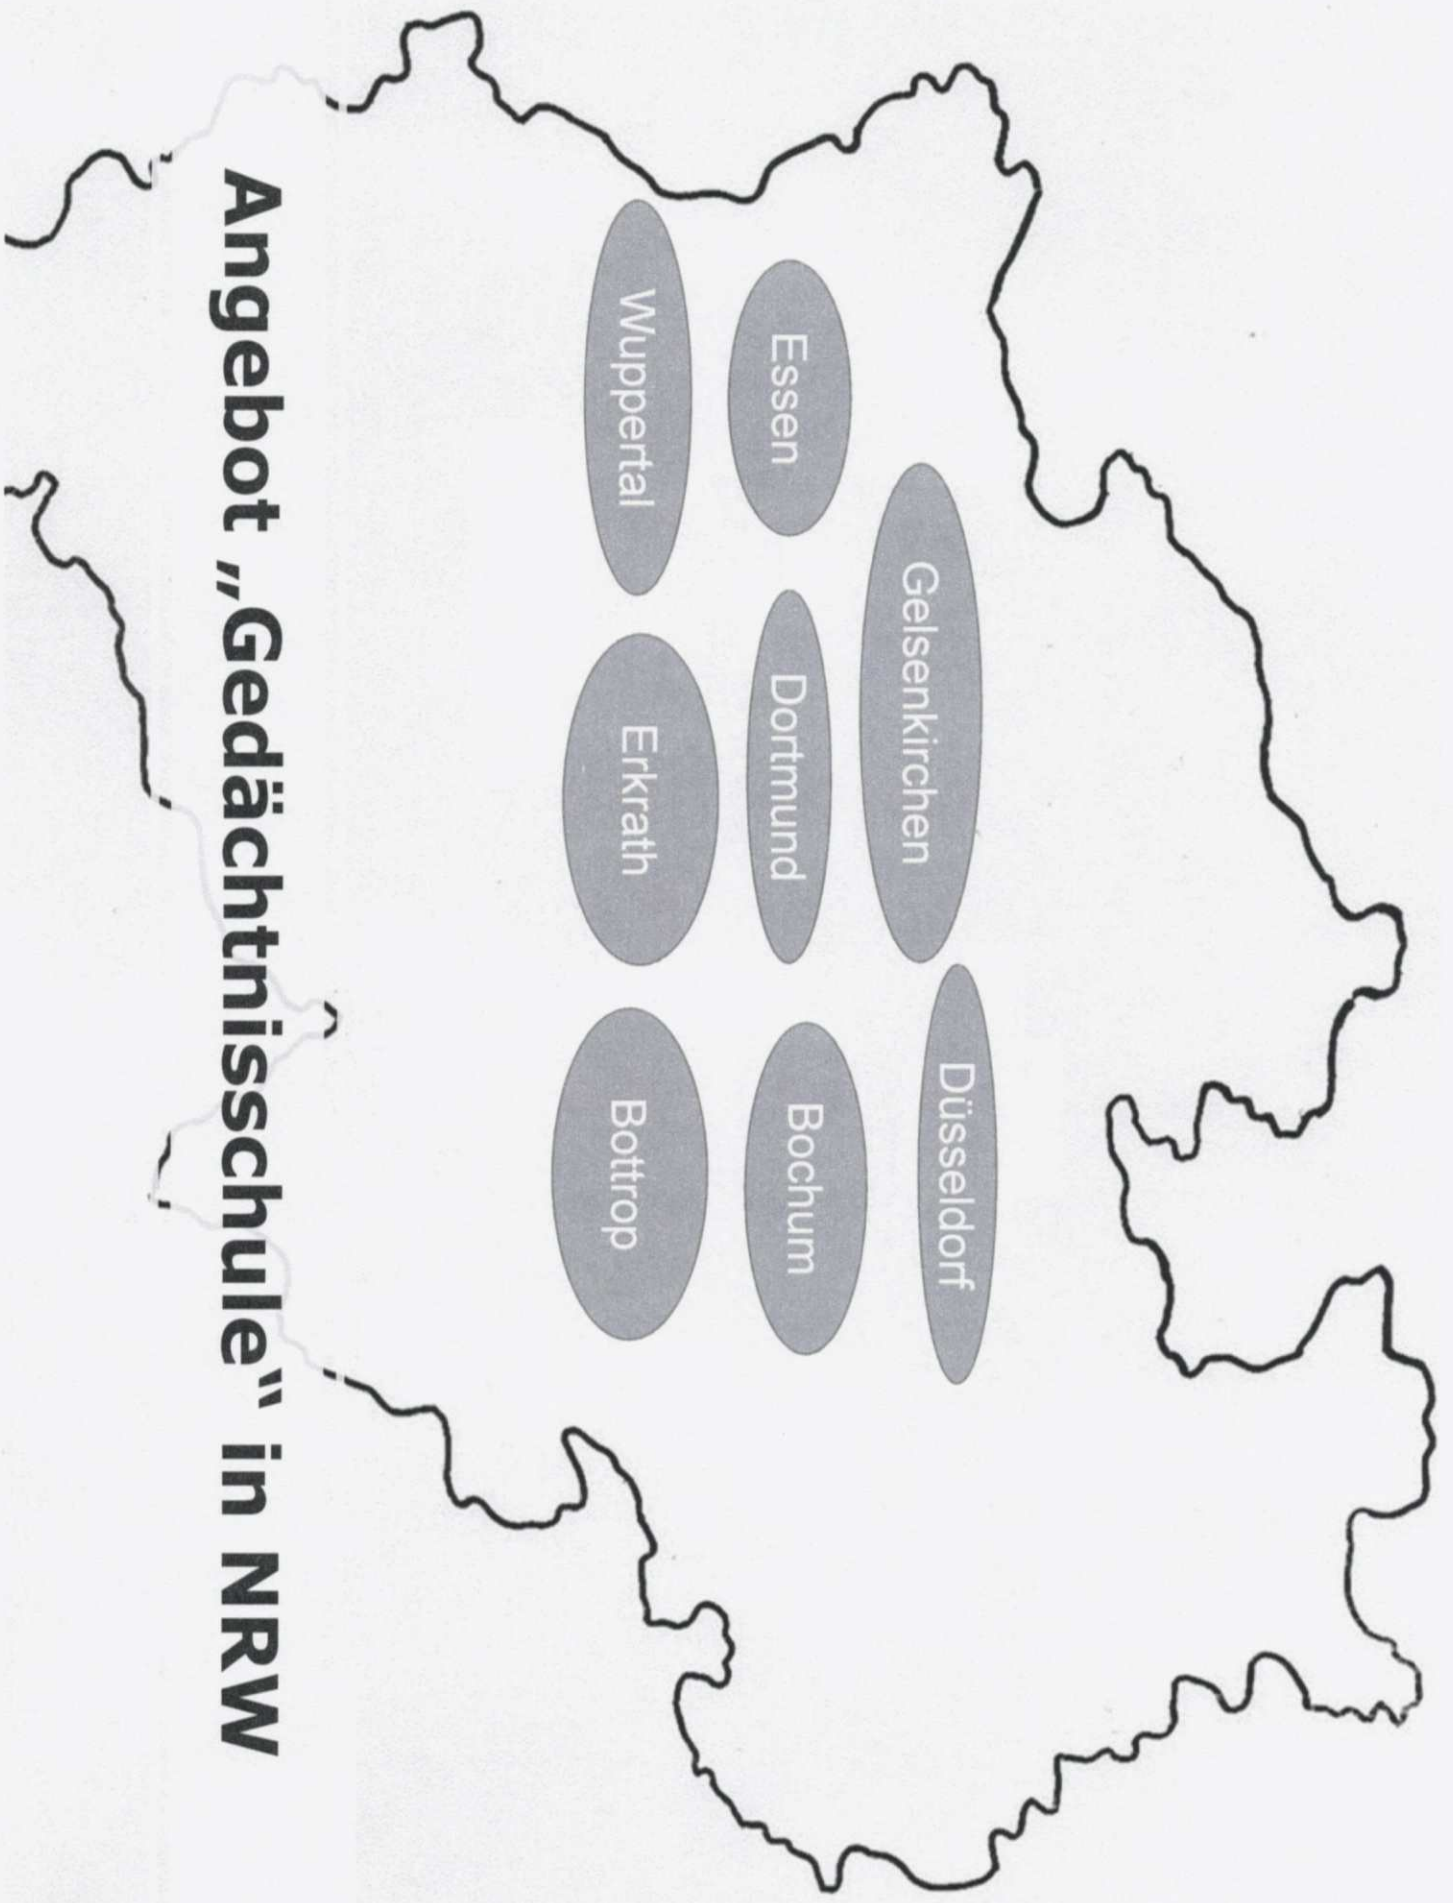 Gelsenkirchen
Düsseldorf
Essen
Dortmund
Bochum
Wuppertal
Erkrath
Bottrop
Angebot „Gedächtnisschule“ in NRW